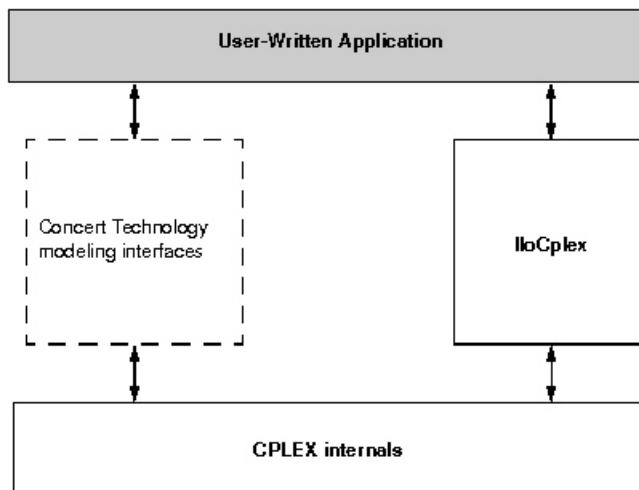 User-Written Application
Concert Technology
modeling interfaces
IloCplex
CPLEX internals